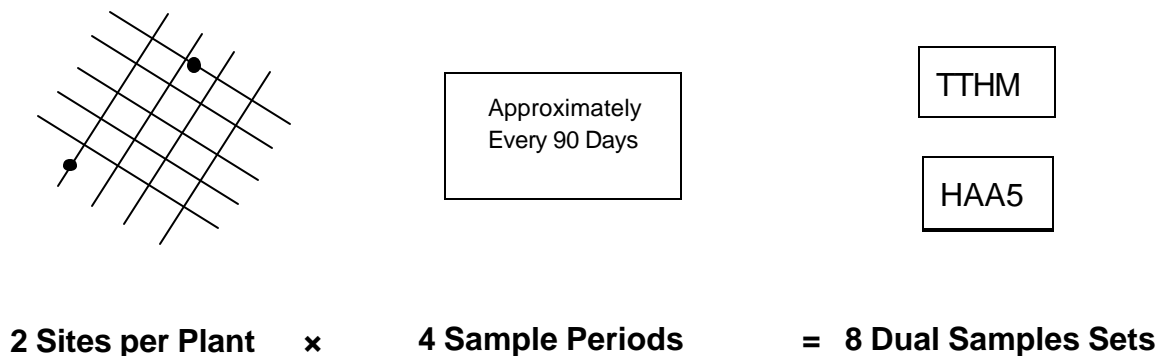 Approximately
Every 90 Days
TTHM
HAA5
2 Sites per Plant × 4 Sample Periods = 8 Dual Samples Sets